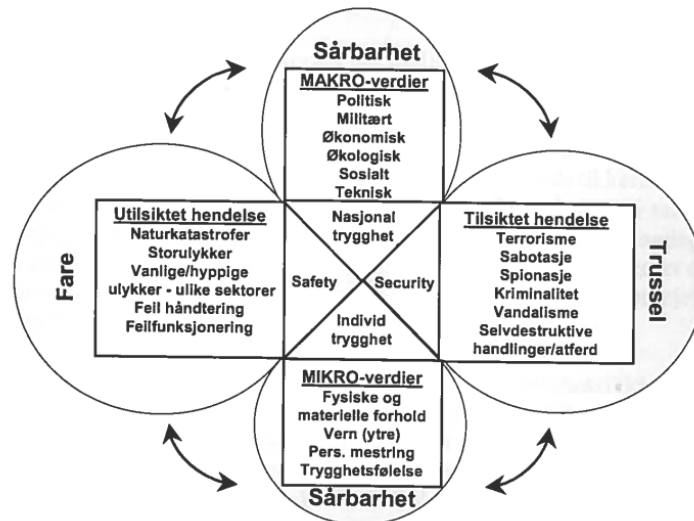 Sårbarhet
MAKRO-verdier
Politisk
Militært
Økonomisk
Økologisk
Sosialt
Teknisk
Fare
Utilsiktet hendelse
Naturkatastrofer
Storulykker
Vanlige/hyppige
ulykker - ulike sektorer
Feil håndtering
Feilfunksjonering
Nasjonal
trygghet
Safety
Security
Individ
trygghet
Tilsiktet hendelse
Terrorisme
Sabotasje
Spionasje
Kriminalitet
Vandalisme
Selvdestruktive
handlinger/atferd
Trussel
MIKRO-verdier
Fysiske og
materielle forhold
Vern (ytre)
Pers. mestring
Trygghetsfølelse
Sårbarhet